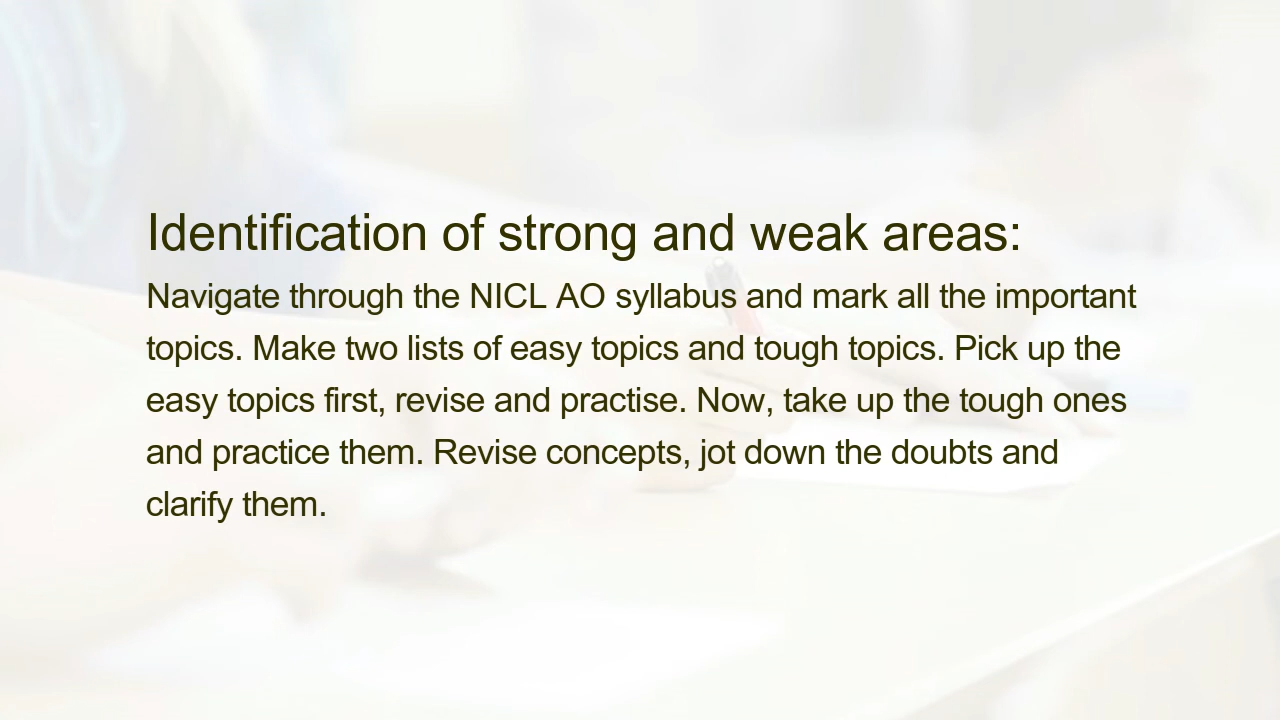 Identification of strong and weak areas:
Navigate through the NICL AO syllabus and mark all the important
topics. Make two lists of easy topics and tough topics. Pick up the
easy topics first, revise and practise. Now, take up the tough ones
and practice them. Revise concepts, jot down the doubts and
clarify them.